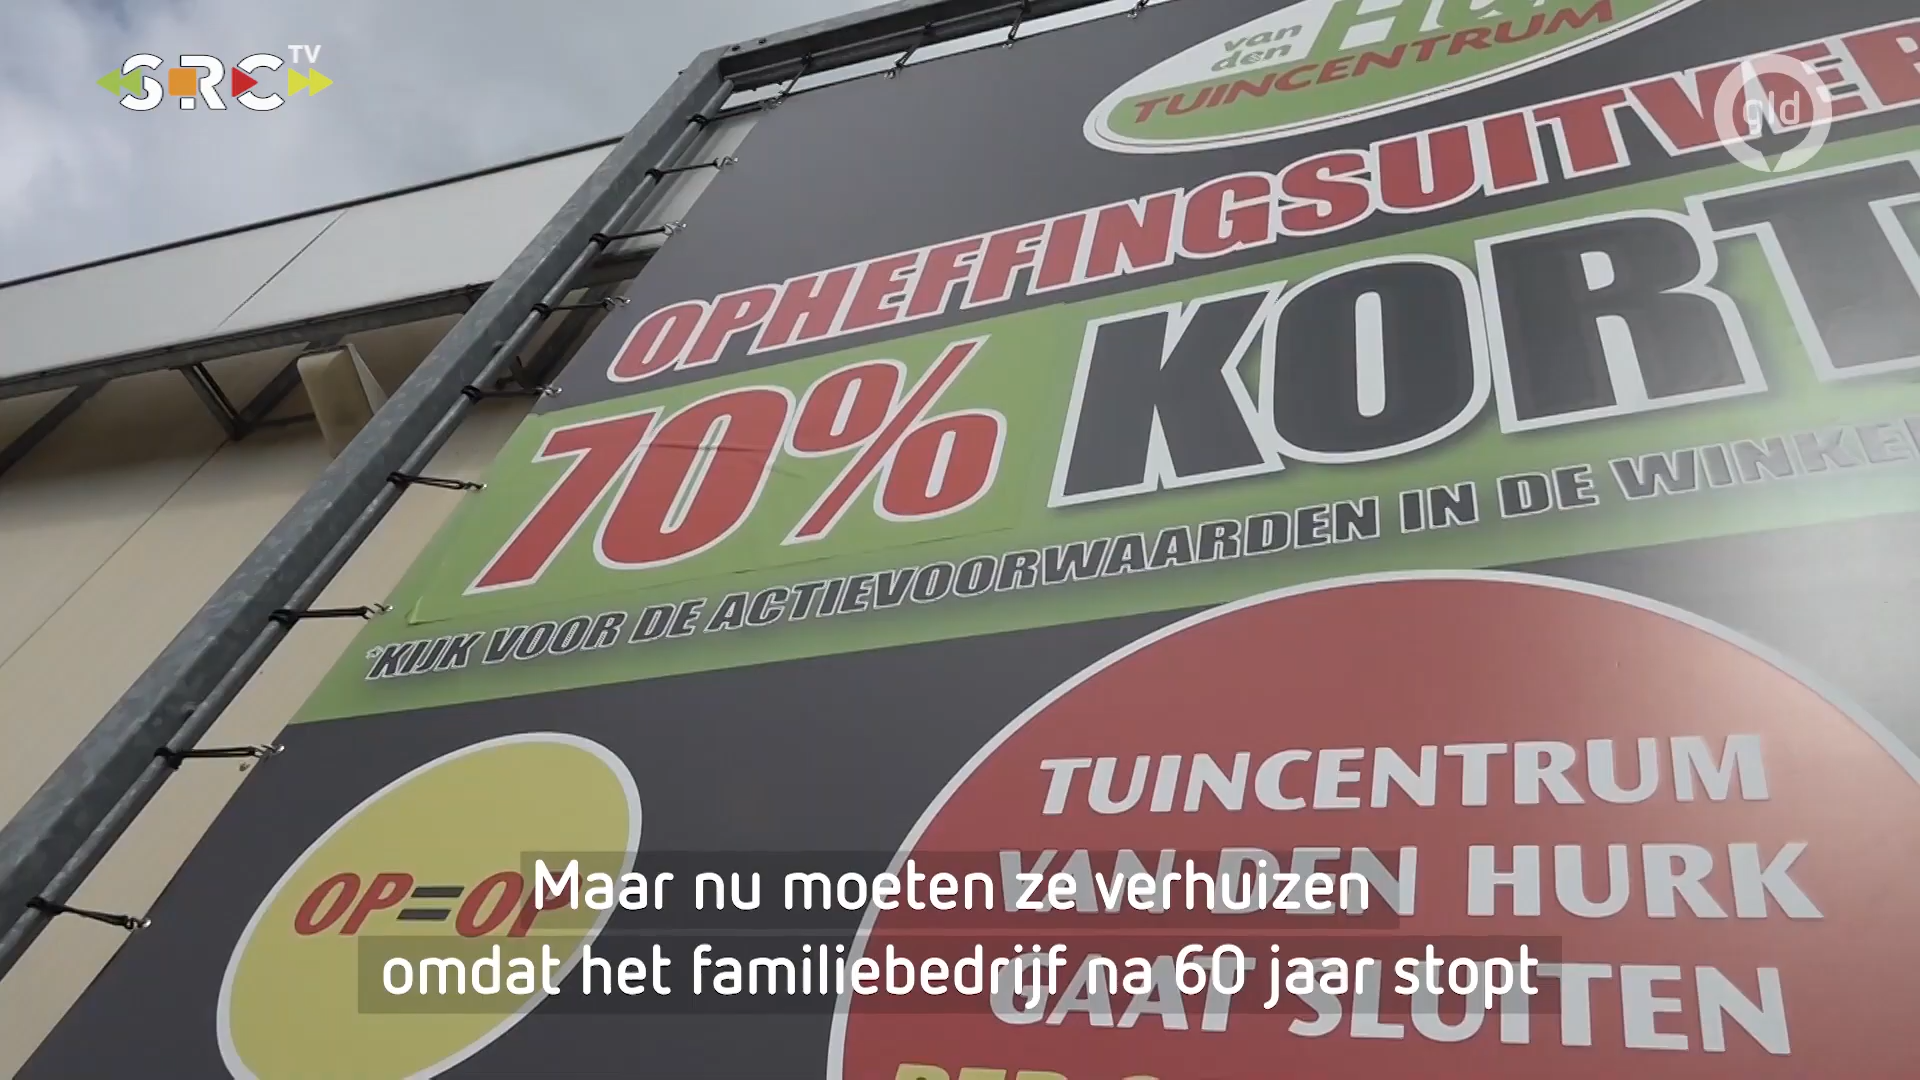 SRC TV
van den
TUINCENTRUM
gld
OPHEFFINGSUITVER
70% KORT
*KIJK VOOR DE ACTIEVOORWAARDEN IN DE WINKEL
OP=OP
TUINCENTRUM
VAN DEN HURK
GAAT SLUITEN
Maar nu moeten ze verhuizen
omdat het familiebedrijf na 60 jaar stopt